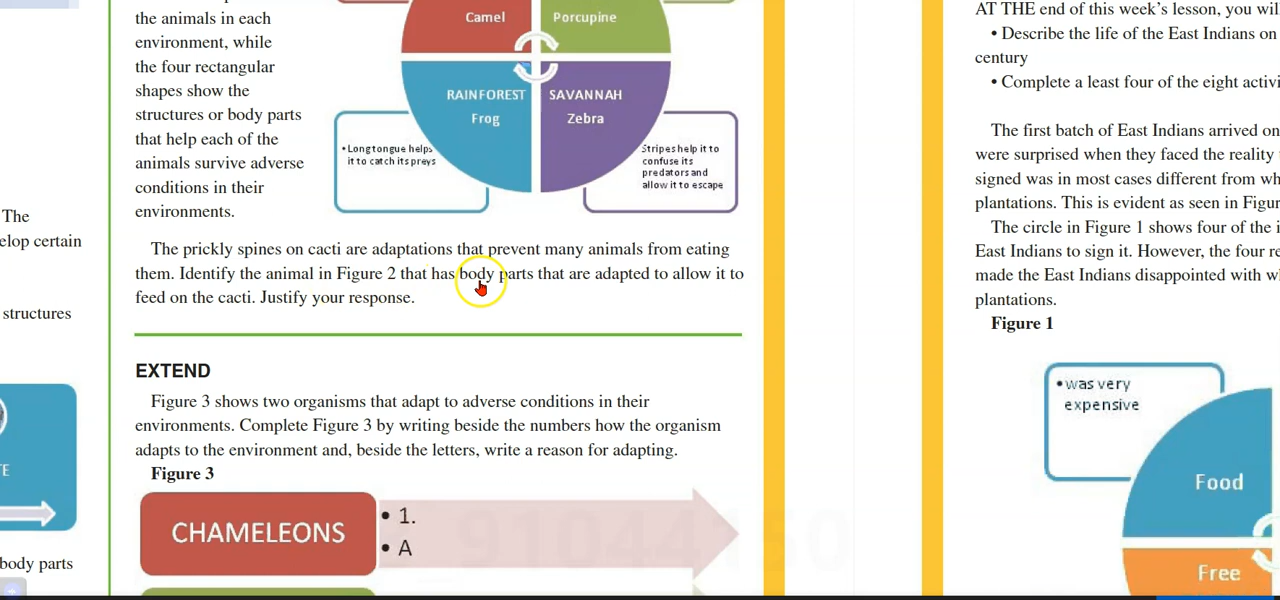 the animals in each
environment, while
the four rectangular
shapes show the
structures or body parts
that help each of the
animals survive adverse
conditions in their
environments.
Camel
Porcupine
RAINFOREST
Frog
SAVANNAH
Zebra
• Long tongue helps
it to catch its preys
Stripes help it to
confuse its
predators and
allow it to escape
The prickly spines on cacti are adaptations that prevent many animals from eating
them. Identify the animal in Figure 2 that has body parts that are adapted to allow it to
feed on the cacti. Justify your response.
EXTEND
Figure 3 shows two organisms that adapt to adverse conditions in their
environments. Complete Figure 3 by writing beside the numbers how the organism
adapts to the environment and, beside the letters, write a reason for adapting.
Figure 3
CHAMELEONS
• 1.
• A
The
elop certain
structures
TE
body parts
AT THE end of this week's lesson, you wil
• Describe the life of the East Indians on
century
• Complete a least four of the eight activi
The first batch of East Indians arrived on
were surprised when they faced the reality
signed was in most cases different from wh
plantations. This is evident as seen in Figur
The circle in Figure 1 shows four of the i
East Indians to sign it. However, the four re
made the East Indians disappointed with w
plantations.
Figure 1
• was very
expensive
Food
Free